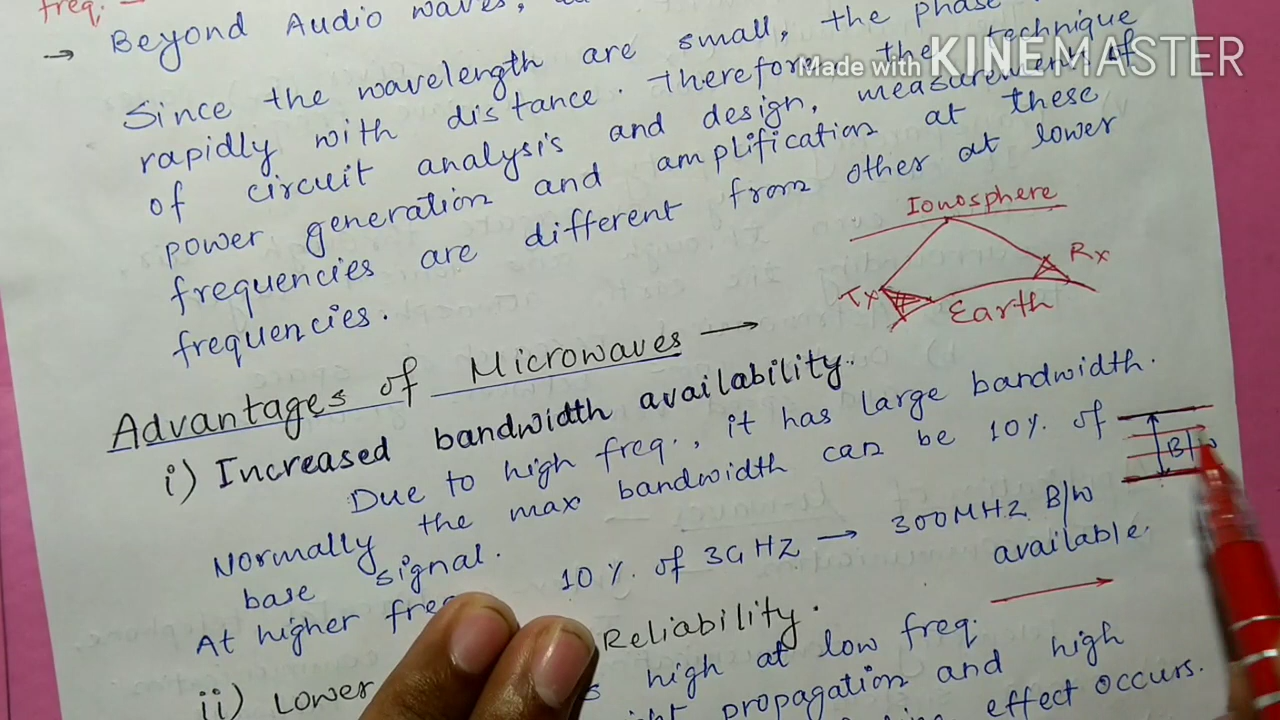 freq.
→ Beyond Audio waves,
Since the wavelength are small, the phase
rapidly with distance. Therefore, the technique
of circuit analysis and design, measurements of
power generation and amplification at these
frequencies are different from other at lower
frequencies.
Made with KINEMASTER
Ionosphere
Tx
Rx
Earth
Advantages of Microwaves →
i) Increased bandwidth availability.
Due to high freq., it has large bandwidth.
Normally the max bandwidth can be 10% of
base signal.
B/w
At higher 10% of 3GHZ → 300MHZ B/w
available.
ii) Lower Reliability.
high at low freq.
propagation and high
effect occurs.